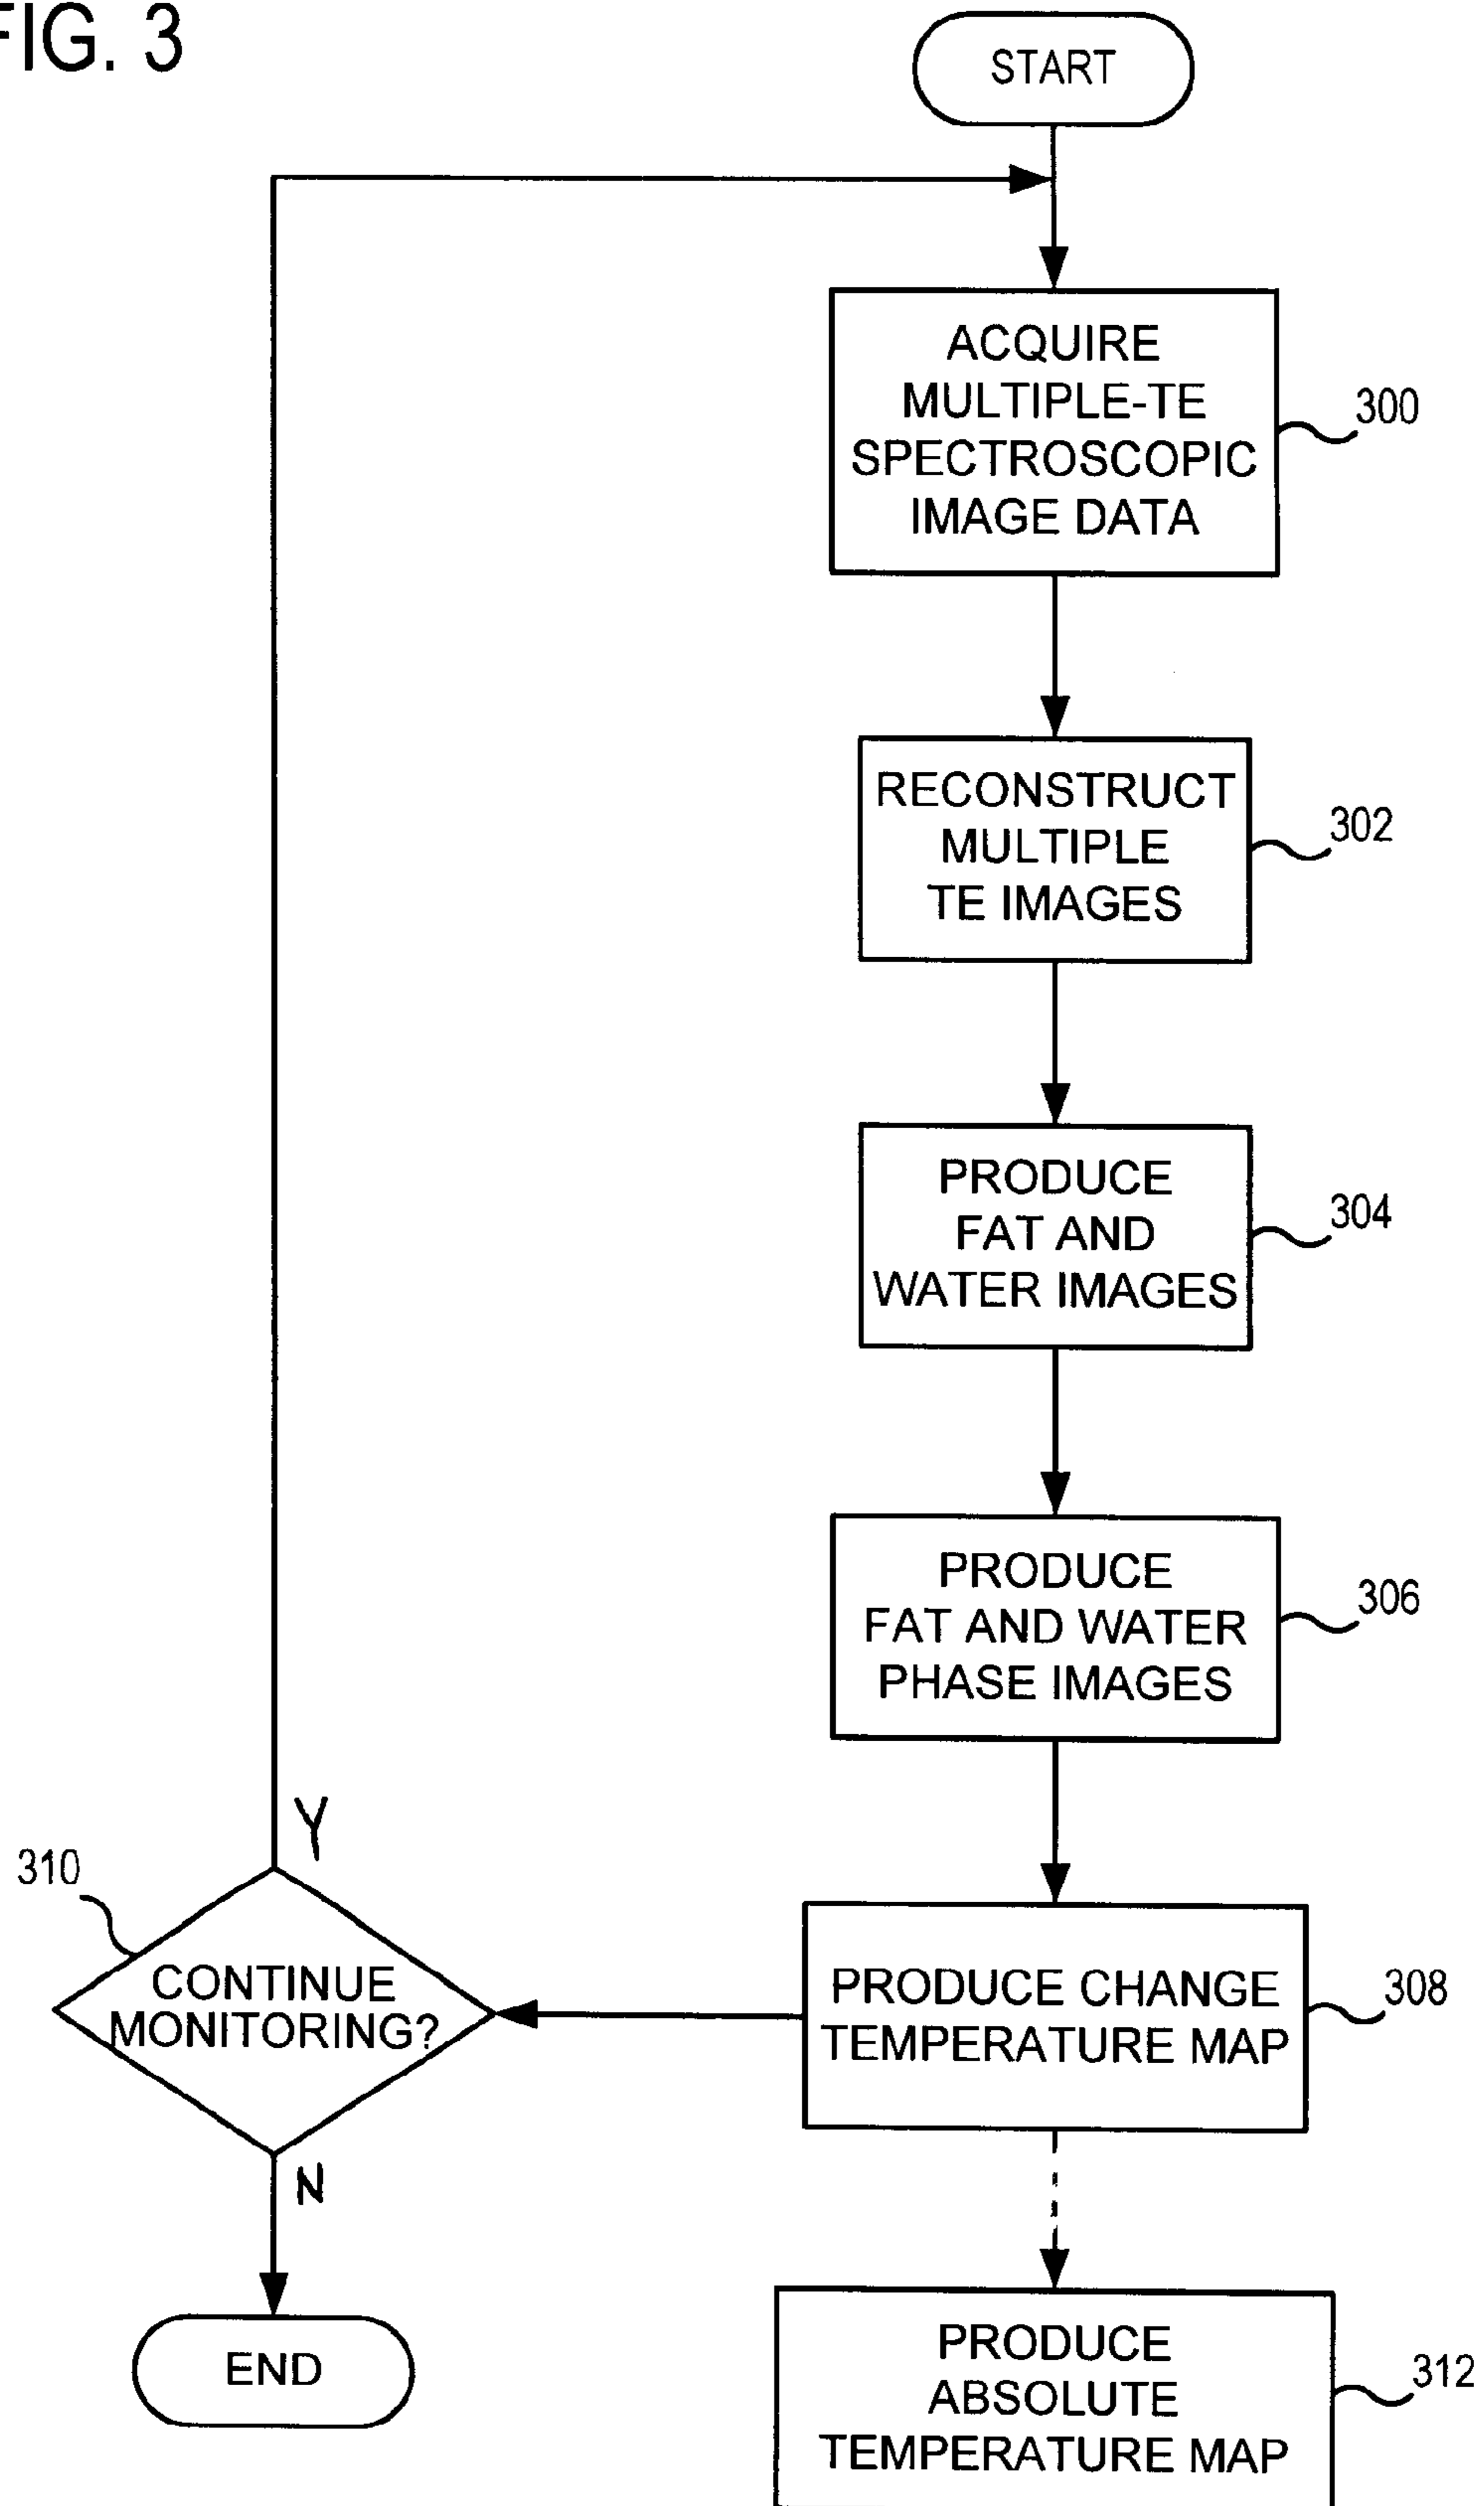 FIG. 3
START
ACQUIRE
MULTIPLE-TE
SPECTROSCOPIC
IMAGE DATA
300
RECONSTRUCT
MULTIPLE
TE IMAGES
302
PRODUCE
FAT AND
WATER IMAGES
304
PRODUCE
FAT AND WATER
PHASE IMAGES
306
PRODUCE CHANGE
TEMPERATURE MAP
308
Y
310
CONTINUE
MONITORING?
N
END
PRODUCE
ABSOLUTE
TEMPERATURE MAP
312